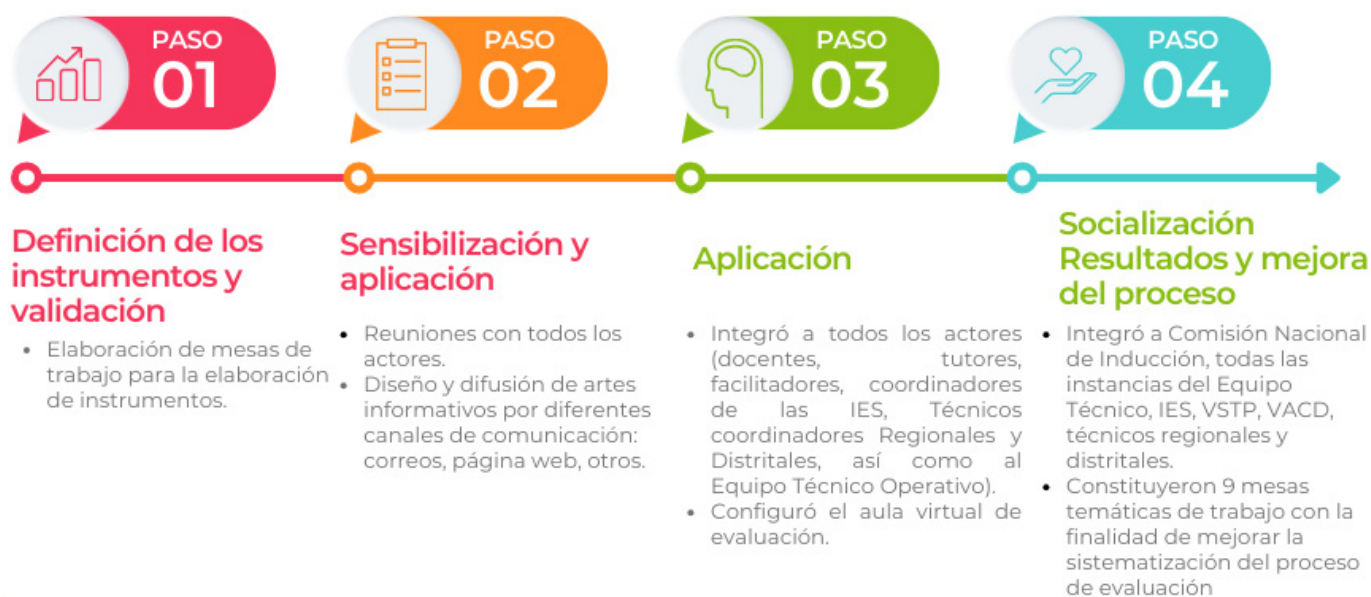 PASO
01
Definición de los
instrumentos y
validación
• Elaboración de mesas de
trabajo para la elaboración
de instrumentos.
PASO
02
Sensibilización y
aplicación
• Reuniones con todos los
actores.
• Diseño y difusión de artes
informativos por diferentes
canales de comunicación:
correos, página web, otros.
PASO
03
Aplicación
• Integró a todos los actores
(docentes, tutores,
facilitadores, coordinadores
de las IES, Técnicos
coordinadores Regionales y
Distritales, así como al
Equipo Técnico Operativo).
• Configuró el aula virtual de
evaluación.
PASO
04
Socialización
Resultados y mejora
del proceso
• Integró a Comisión Nacional
de Inducción, todas las
instancias del Equipo
Técnico, IES, VSTP, VACD,
técnicos regionales y
distritales.
• Constituyeron 9 mesas
temáticas de trabajo con la
finalidad de mejorar la
sistematización del proceso
de evaluación